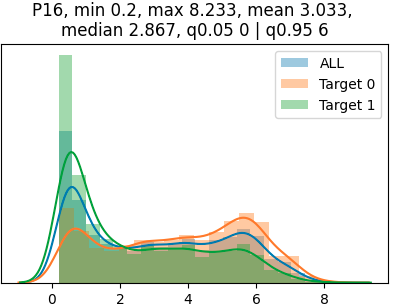 P16, min 0.2, max 8.233, mean 3.033,
median 2.867, q0.05 0 | q0.95 6
ALL
Target 0
Target 1
0 2 4 6 8